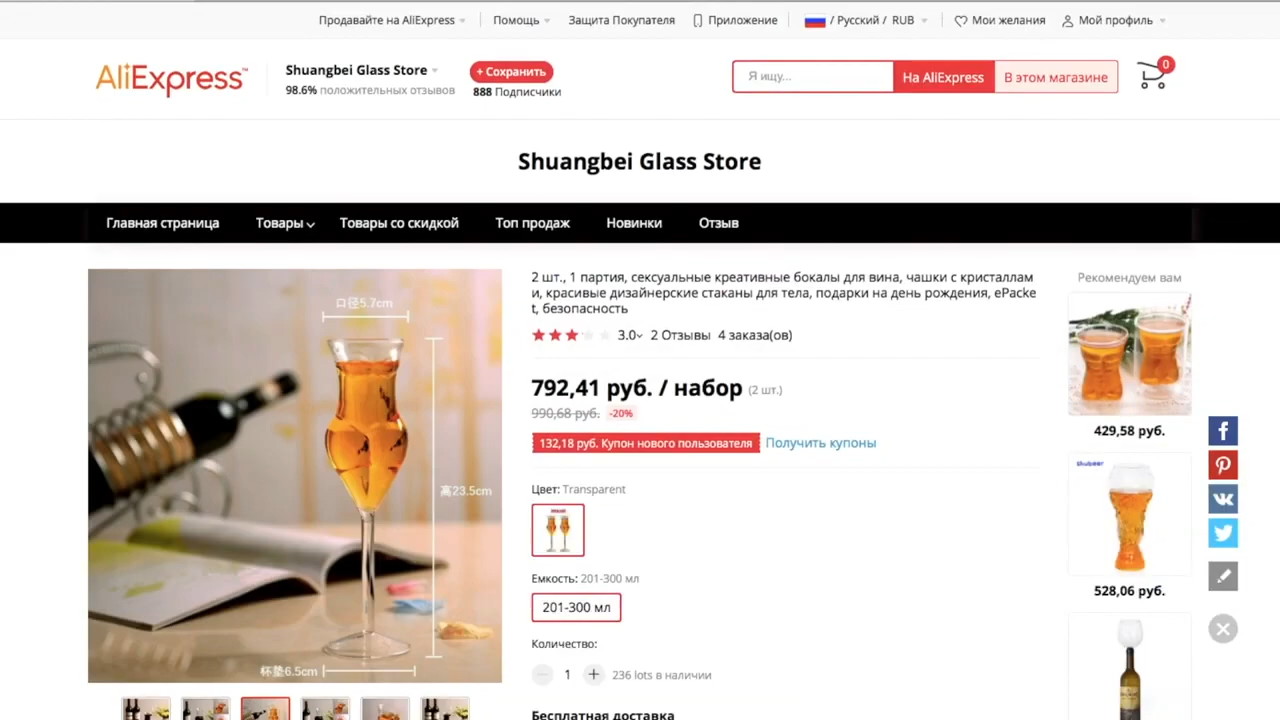 Продавайте на AliExpress
Помощь
Защита Покупателя
Приложение
/ Русский / RUB
Мои желания
Мой профиль
AliExpress™
Shuangbei Glass Store
98.6% положительных отзывов
+ Сохранить
888 Подписчики
Я ищу...
На AliExpress
В этом магазине
0
Shuangbei Glass Store
Главная страница
Товары
Товары со скидкой
Топ продаж
Новинки
Отзыв
口径5.7cm
高23.5cm
杯垫6.5cm
2 шт., 1 партия, сексуальные креативные бокалы для вина, чашки с кристаллам
и, красивые дизайнерские стаканы для тела, подарки на день рождения, ePacke
t, безопасность
3.0
2 Отзывы
4 заказа(ов)
792,41 руб. / набор (2 шт.)
990,68 руб. -20%
132,18 руб. Купон нового пользователя
Получить купоны
Цвет: Transparent
Емкость: 201-300 мл
201-300 мл
Количество:
1
236 lots в наличии
Бесплатная доставка
Рекомендуем вам
429,58 руб.
528,06 руб.